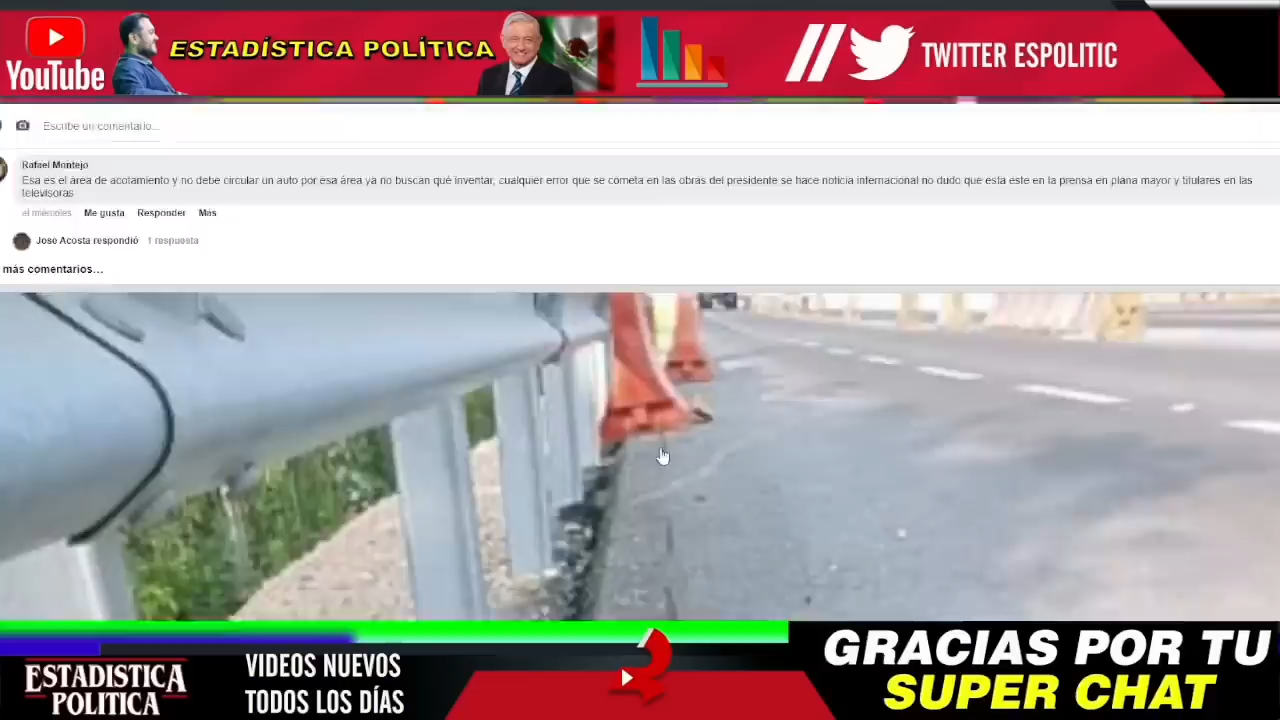 YouTube
ESTADÍSTICA POLÍTICA
TWITTER ESPOLITIC
Escribe un comentario...
Rafael Montejo
Esa es el área de acotamiento y no debe circular un auto por esa área ya no buscan qué inventar, cualquier error que se cometa en las obras del presidente se hace noticia internacional no dudo que esta este en la prensa en plana mayor y titulares en las
televisoras
el miércoles Me gusta Responder Más
Jose Acosta respondió 1 respuesta
más comentarios...
ESTADISTICA
POLITICA
VIDEOS NUEVOS
TODOS LOS DÍAS
GRACIAS POR TU
SUPER CHAT